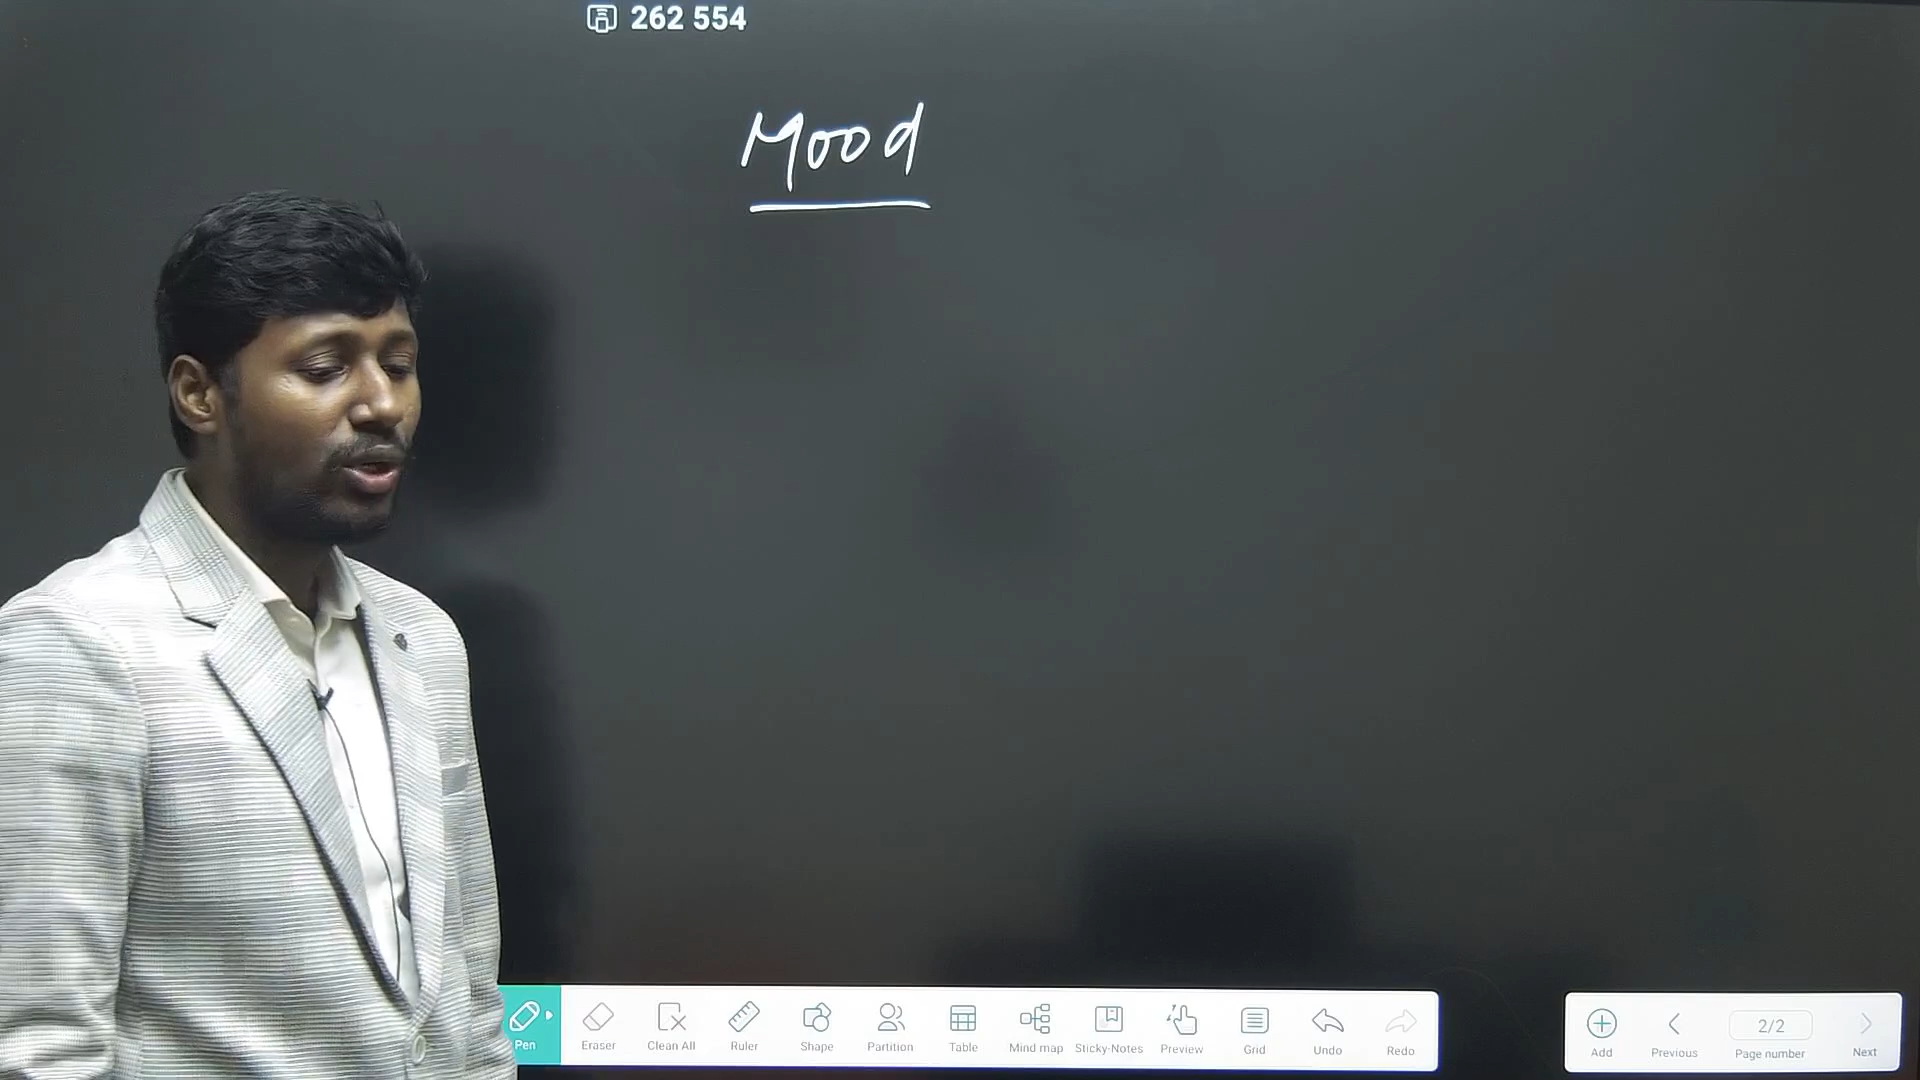 262 554
Mood
Pen
Eraser
Clean All
Ruler
Shape
Partition
Table
Mind map
Sticky-Notes
Preview
Grid
Undo
Redo
Add
Previous
2/2
Page number
Next